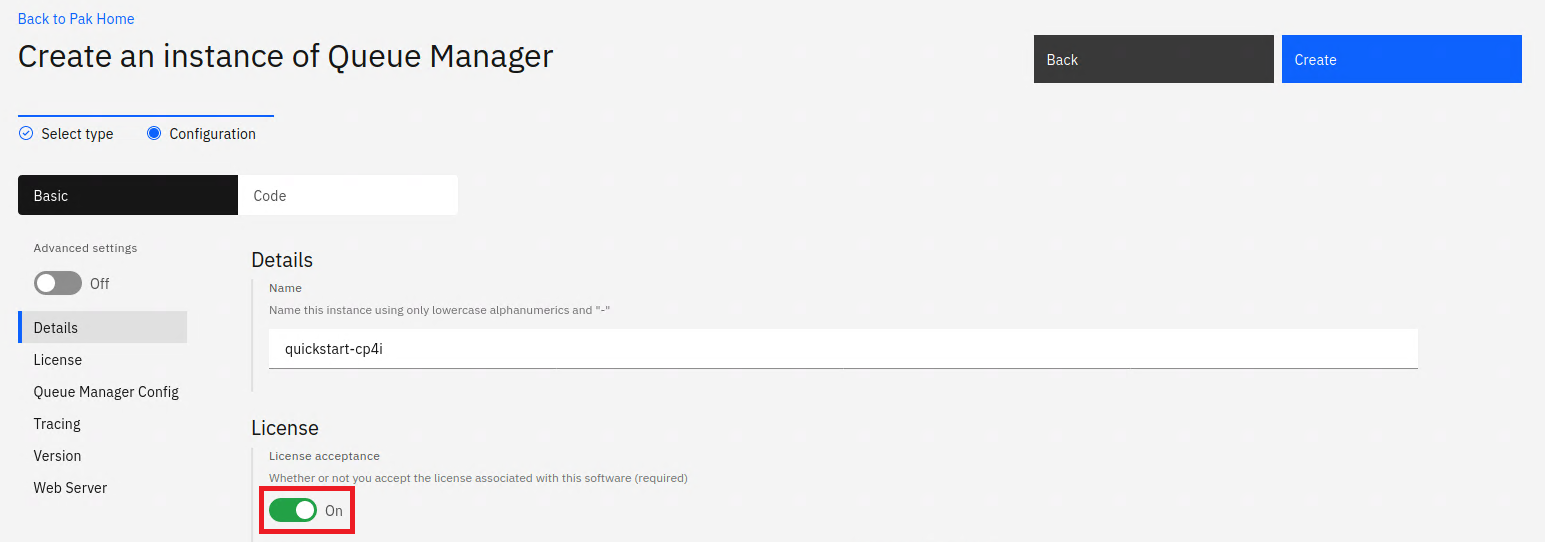 Back to Pak Home
Create an instance of Queue Manager
Back
Create
Select type
Configuration
Basic
Code
Advanced settings
Off
Details
License
Queue Manager Config
Tracing
Version
Web Server
Details
Name
Name this instance using only lowercase alphanumerics and "-"
quickstart-cp4i
License
License acceptance
Whether or not you accept the license associated with this software (required)
On